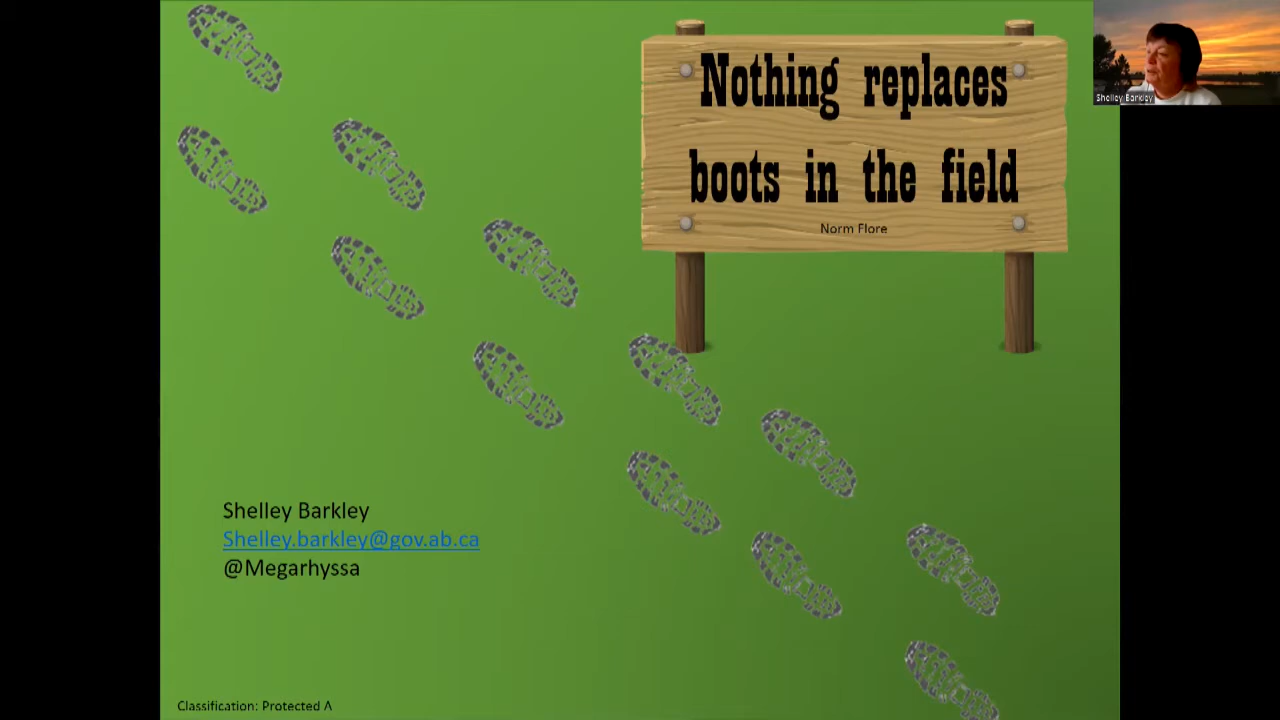 Nothing replaces
boots in the field
Norm Flore
Shelley Barkley
Shelley Barkley
Shelley.barkley@gov.ab.ca
@Megarhyssa
Classification: Protected A